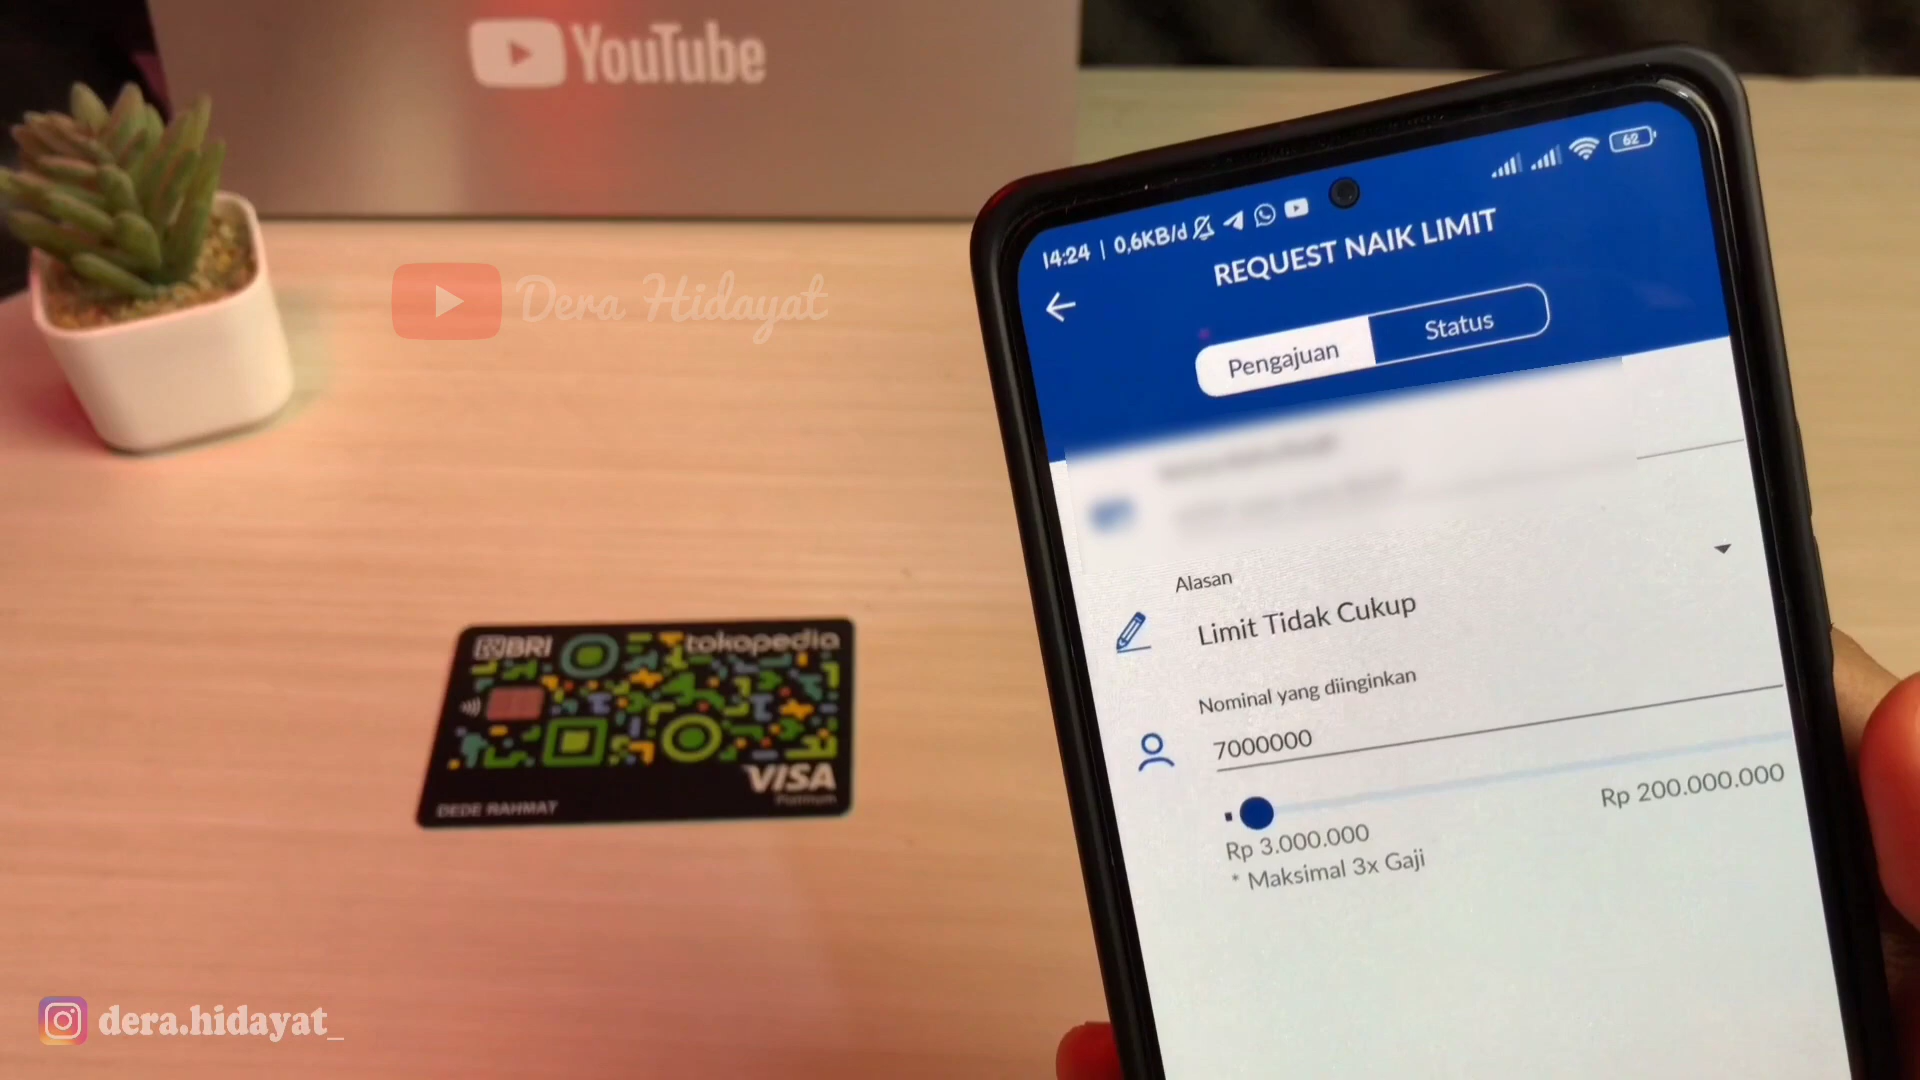 YouTube
Dera Hidayat
14:24 | 0,6KB/d
62
REQUEST NAIK LIMIT
Pengajuan
Status
Alasan
Limit Tidak Cukup
Nominal yang diinginkan
7000000
Rp 3.000.000
Rp 200.000.000
* Maksimal 3x Gaji
BRI
tokopedia
VISA
Platinum
DEDE RAHMAT
dera.hidayat_